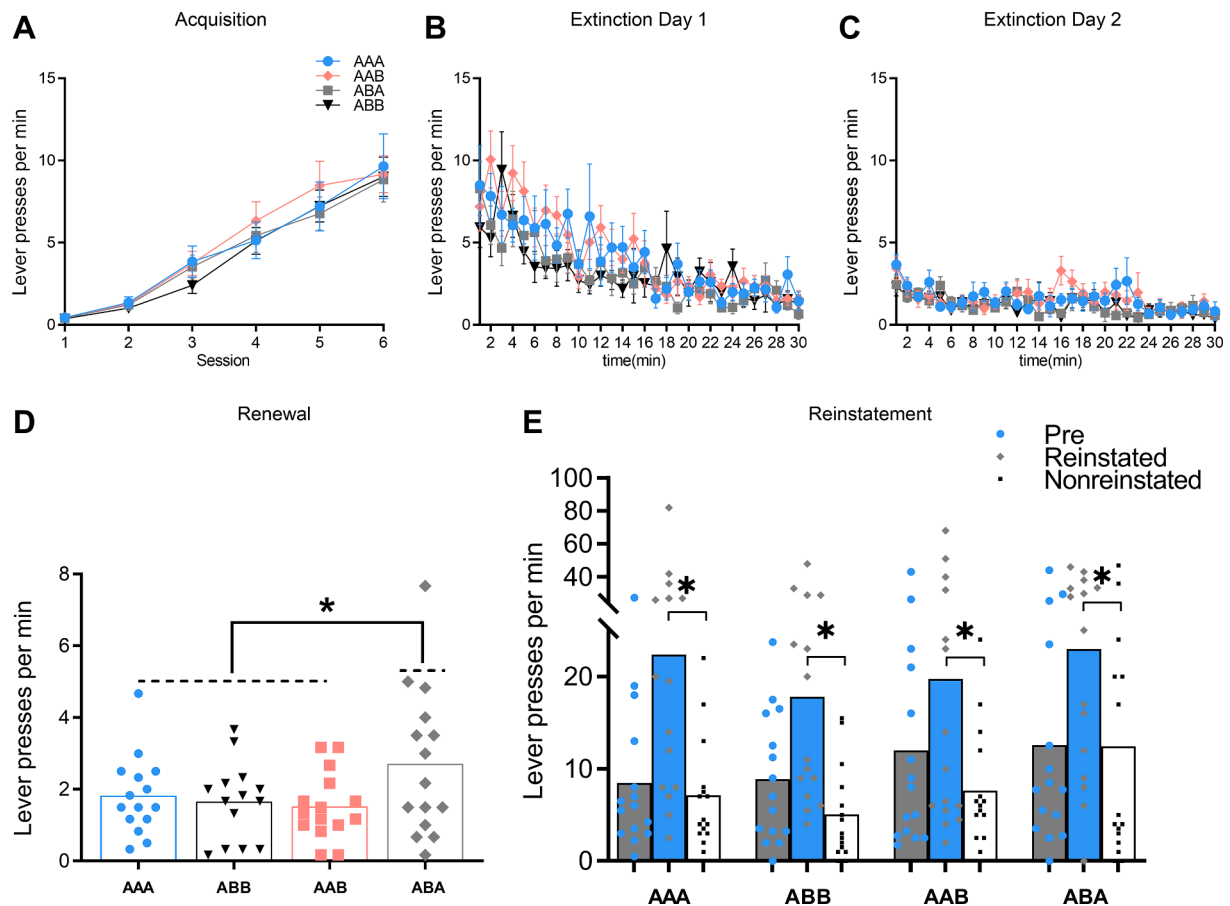 A
Acquisition
Lever presses per min
15
10
5
0
1 2 3 4 5 6
Session
AAA
AAB
ABA
ABB
B
Extinction Day 1
Lever presses per min
15
10
5
0
2 4 6 8 10 12 14 16 18 20 22 24 26 28 30
time(min)
C
Extinction Day 2
Lever presses per min
15
10
5
0
2 4 6 8 10 12 14 16 18 20 22 24 26 28 30
time(min)
D
Renewal
Lever presses per min
8
6
4
2
0
*
AAA ABB AAB ABA
E
Reinstatement
Pre
Reinstated
Nonreinstated
Lever presses per min
100
80
60
40
20
10
0
* * * *
AAA ABB AAB ABA